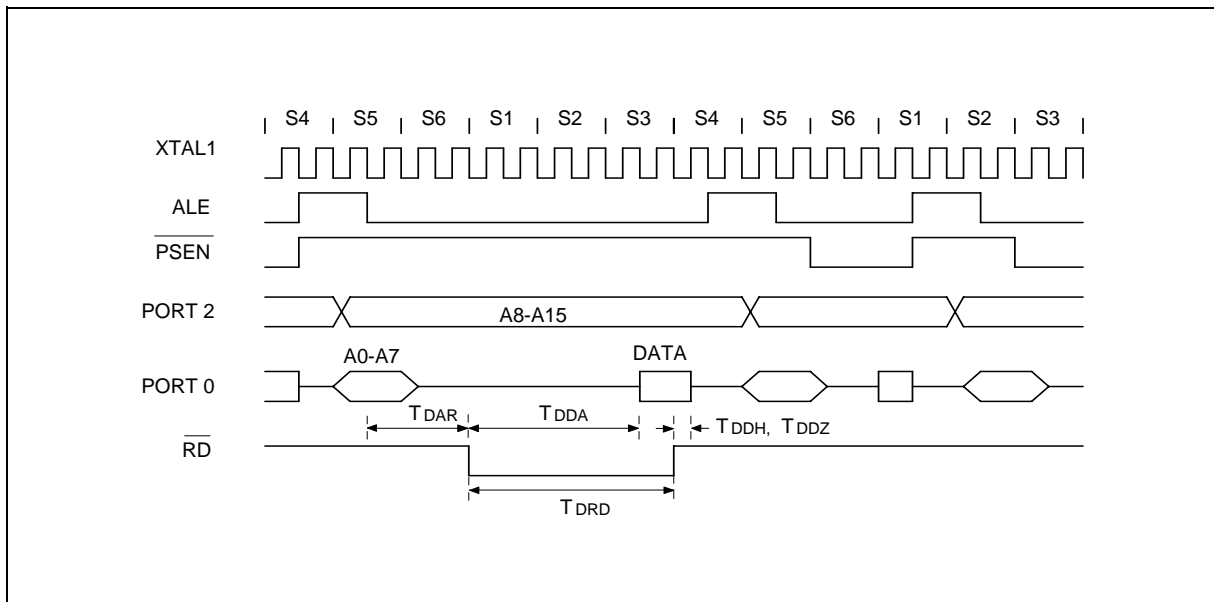 S4 S5 S6 S1 S2 S3 S4 S5 S6 S1 S2 S3
XTAL1
ALE
PSEN
PORT 2
A8-A15
A0-A7
DATA
PORT 0
TDAR
TDDA
TDDH, TDDZ
RD
TDRD